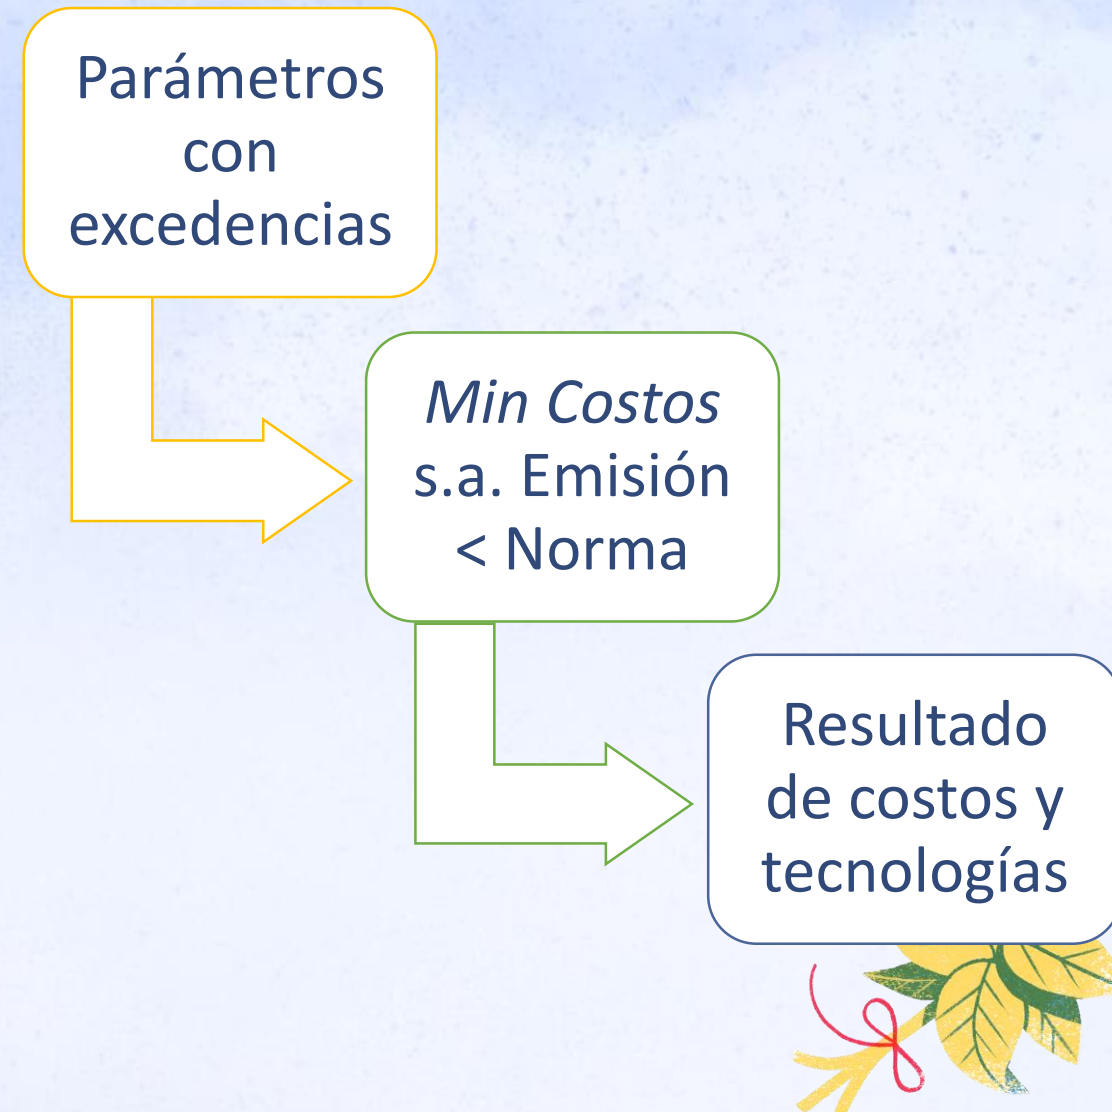 Parámetros
con
excedencias
Min Costos
s.a. Emisión
< Norma
Resultado
de costos y
tecnologías